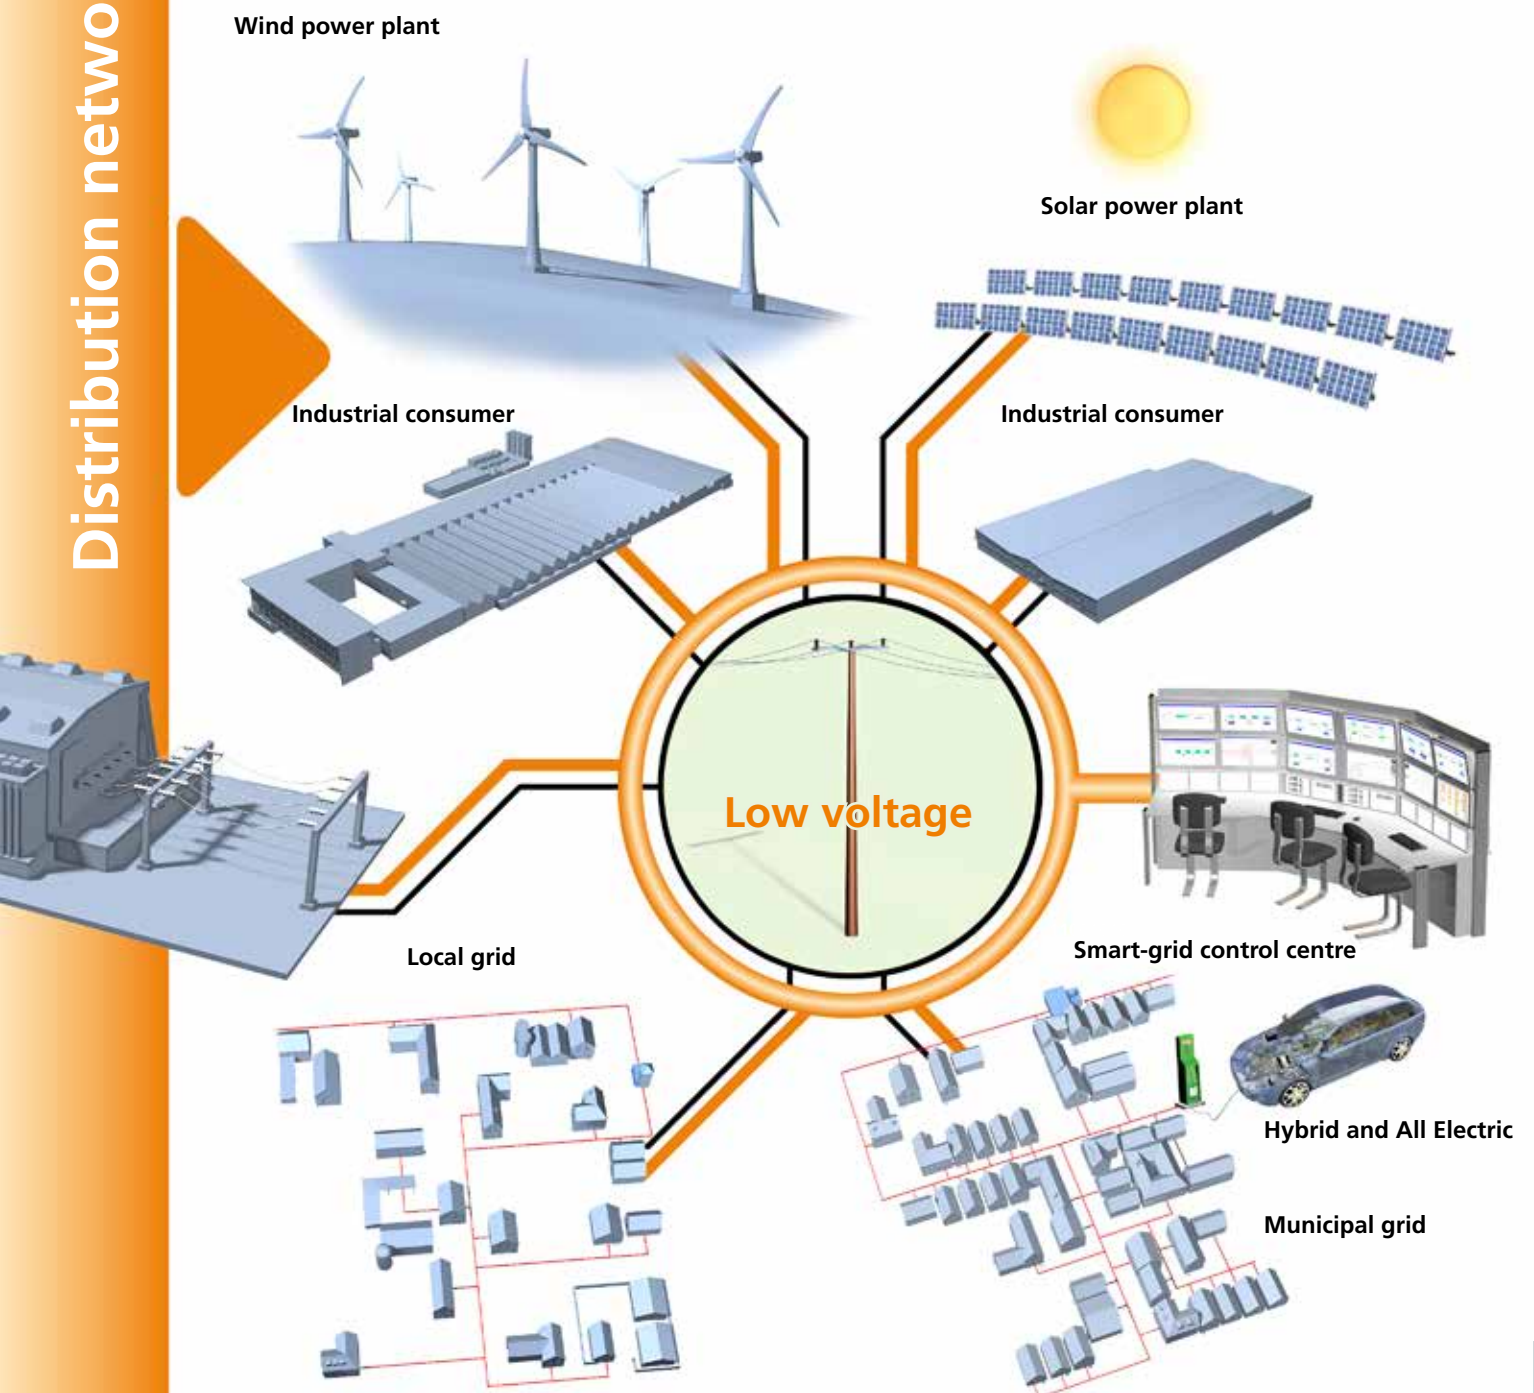 Distribution netwo
Wind power plant
Solar power plant
Industrial consumer
Industrial consumer
Low voltage
Local grid
Smart-grid control centre
Hybrid and All Electric
Municipal grid